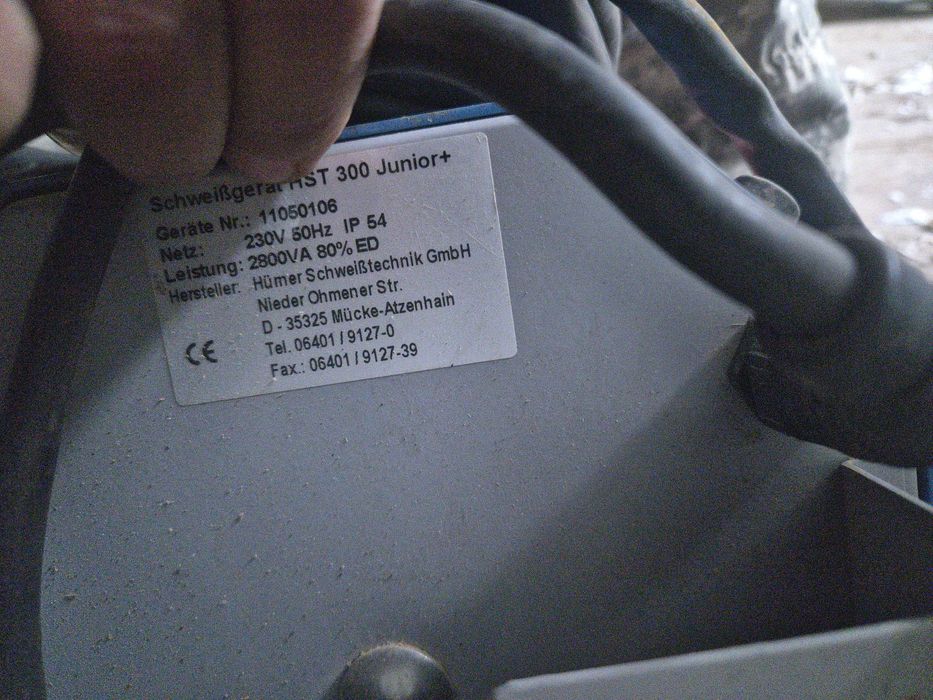 Schweißgerät HST 300 Junior+
Geräte Nr.: 11050106
Netz: 230V 50Hz IP 54
Leistung: 2800VA 80% ED
Hersteller: Hürner Schweißtechnik GmbH
Nieder Ohmener Str.
D - 35325 Mücke-Atzenhain
CE Tel. 06401 / 9127-0
Fax.: 06401 / 9127-39